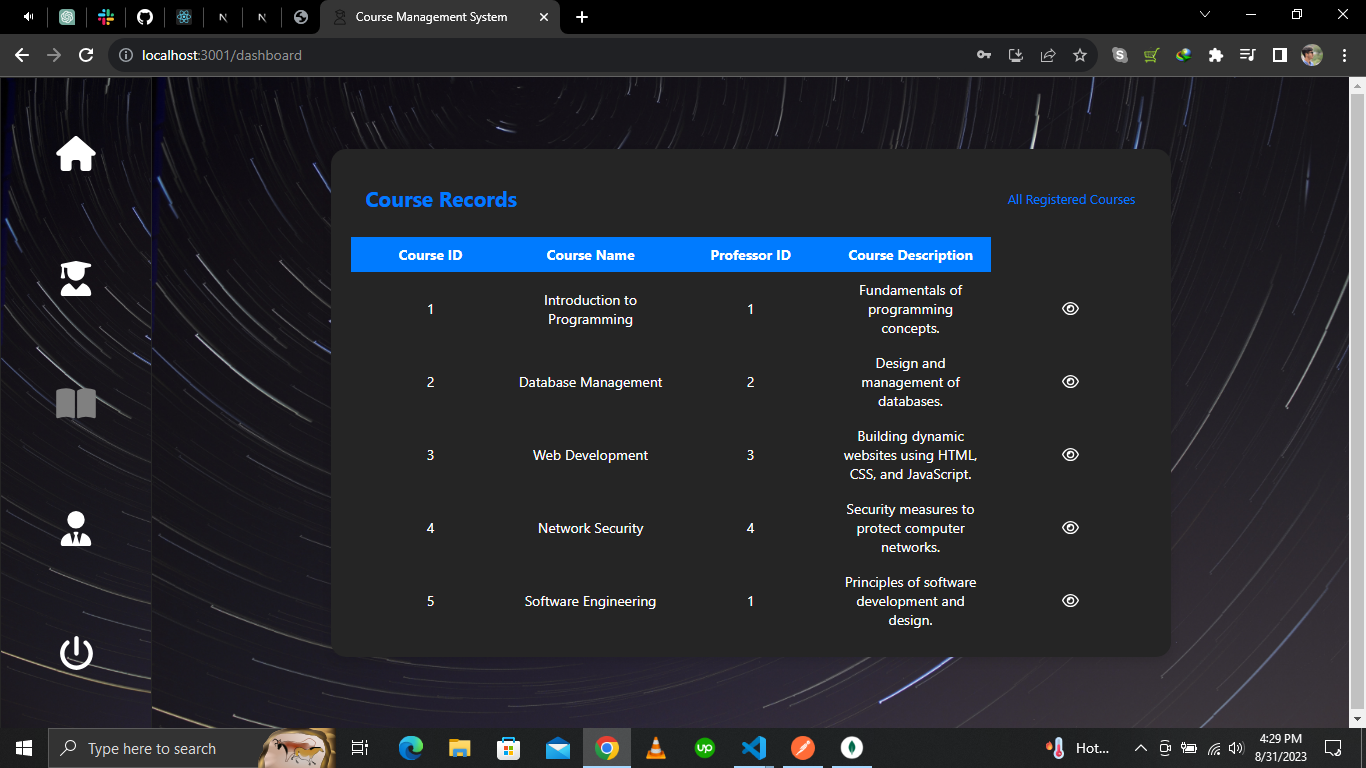 Course Management System
localhost:3001/dashboard
Course Records
All Registered Courses
Course ID Course Name Professor ID Course Description
1 Introduction to Programming 1 Fundamentals of programming concepts.
2 Database Management 2 Design and management of databases.
3 Web Development 3 Building dynamic websites using HTML, CSS, and JavaScript.
4 Network Security 4 Security measures to protect computer networks.
5 Software Engineering 1 Principles of software development and design.
Type here to search
up
Hot...
4:29 PM
8/31/2023